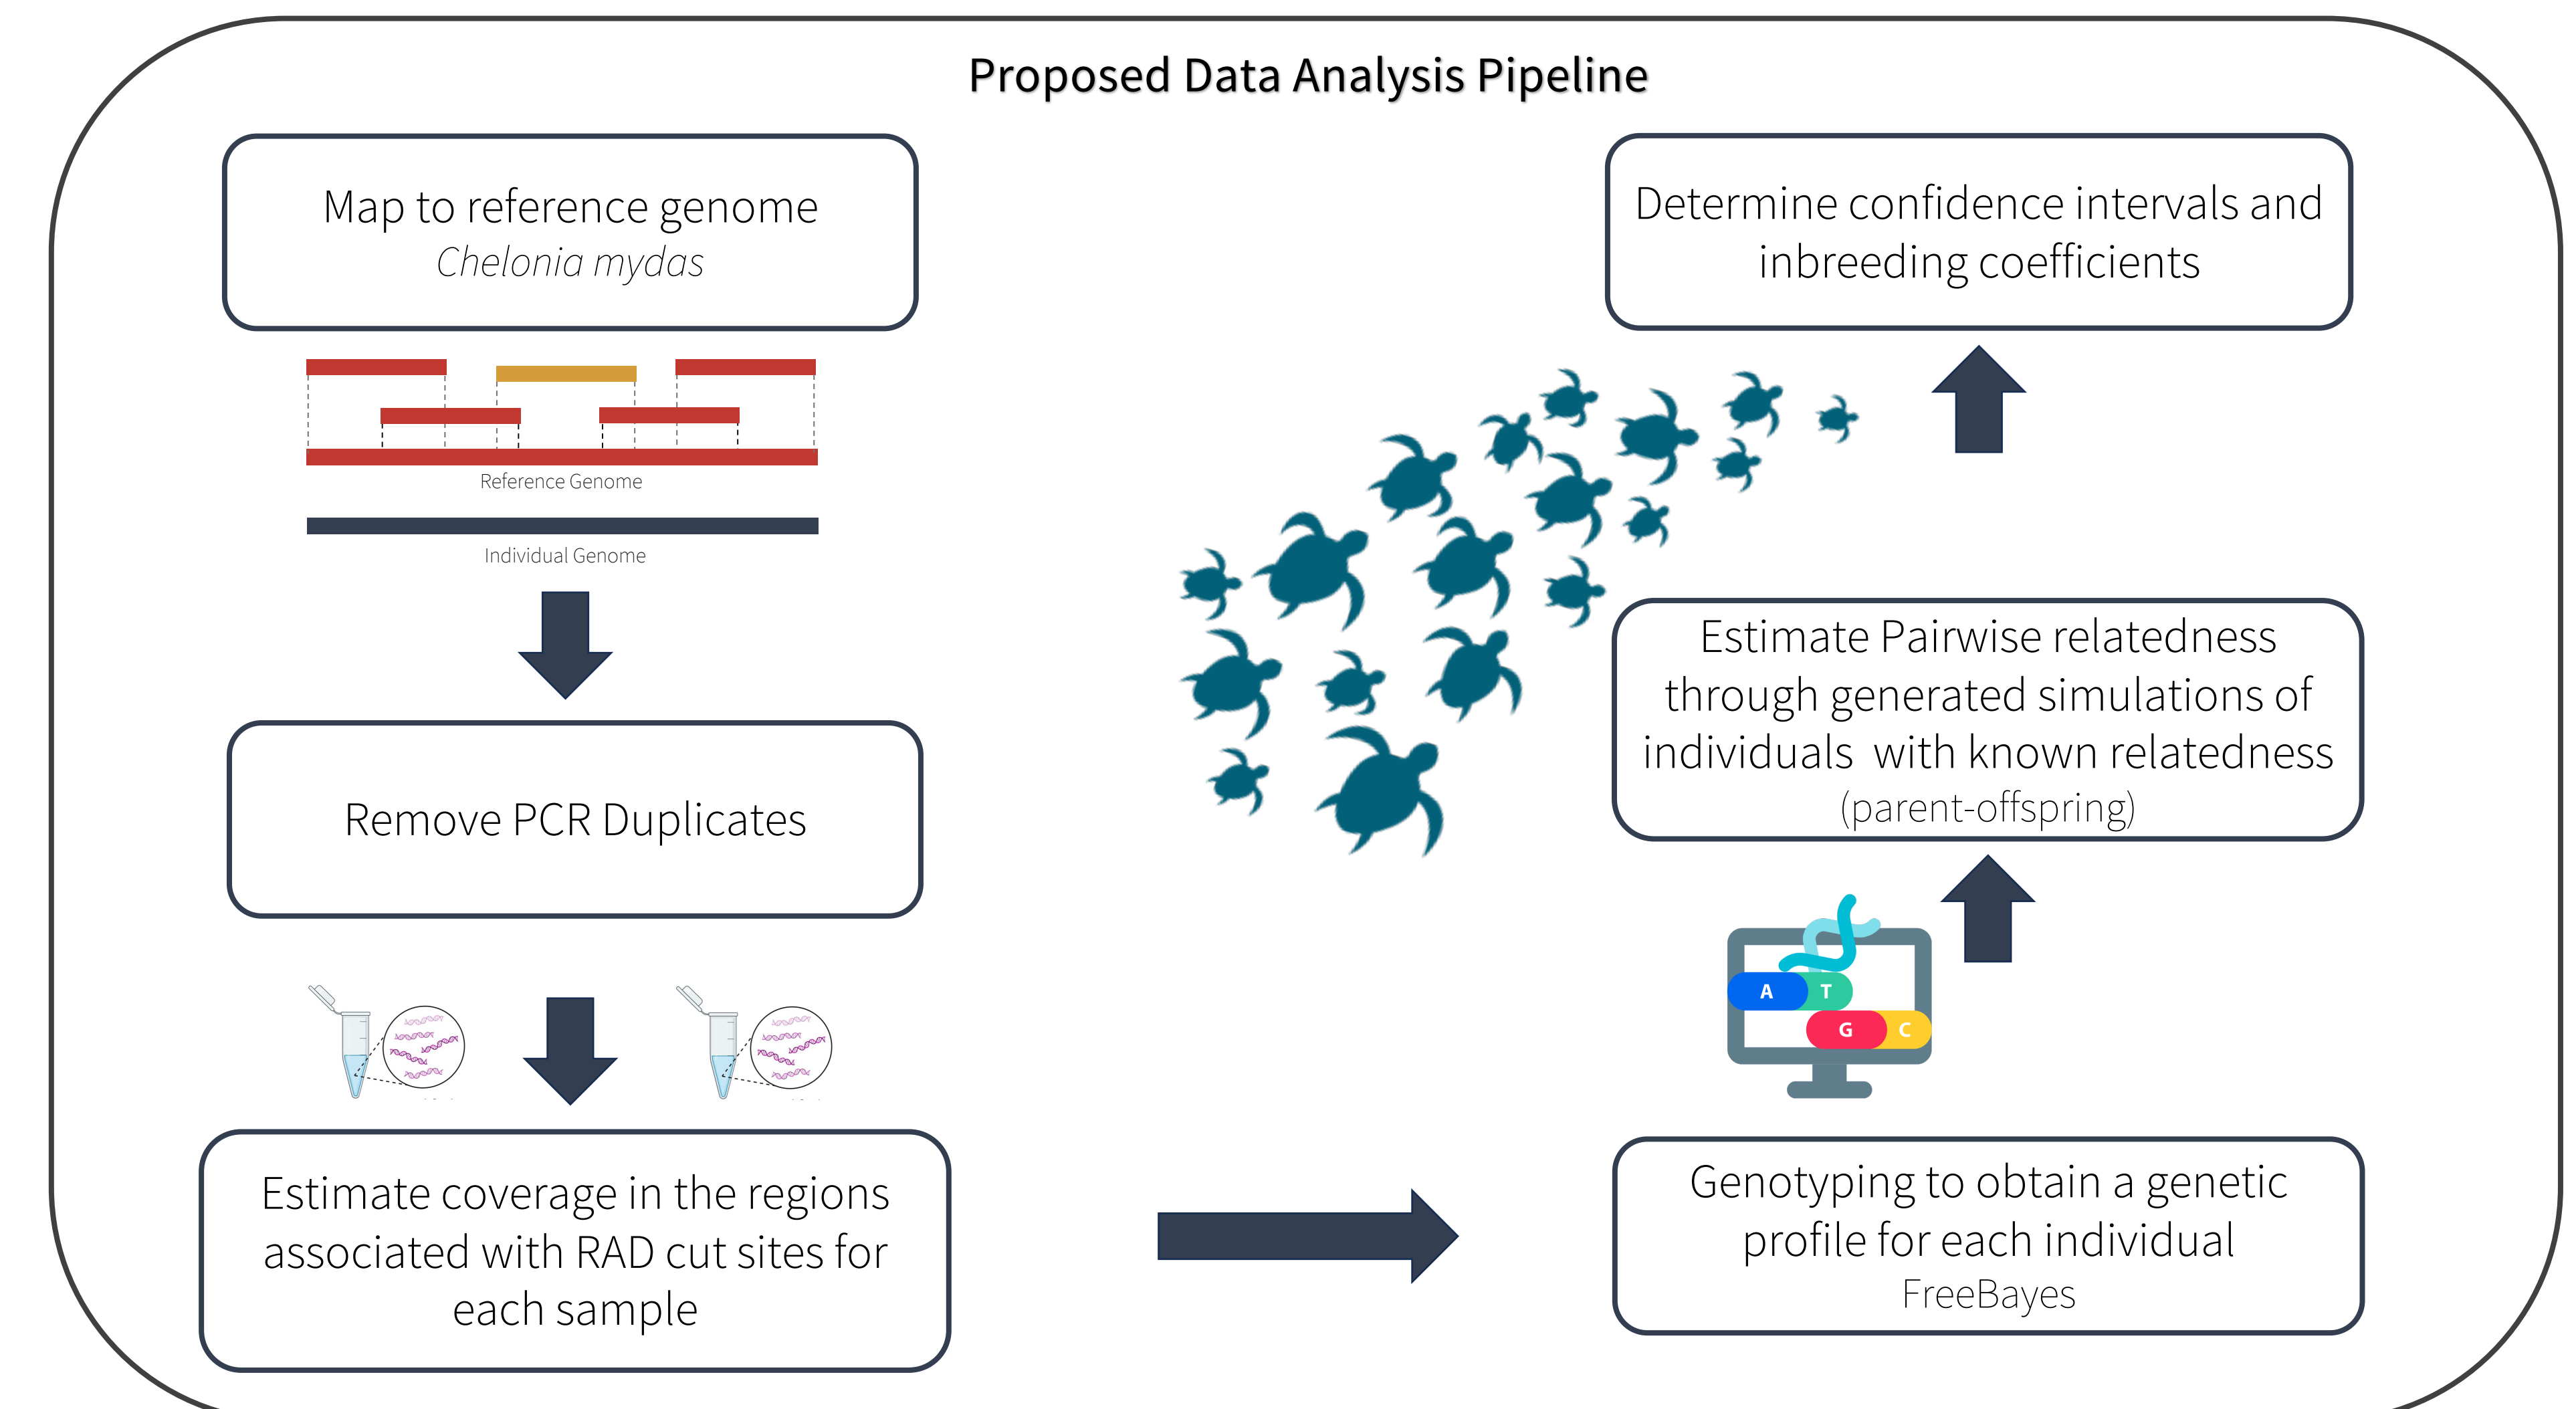 Proposed Data Analysis Pipeline
Map to reference genome
Chelonia mydas
Reference Genome
Individual Genome
Remove PCR Duplicates
Estimate coverage in the regions
associated with RAD cut sites for
each sample
Genotyping to obtain a genetic
profile for each individual
FreeBayes
A T
G C
Estimate Pairwise relatedness
through generated simulations of
individuals  with known relatedness
(parent-offspring)
Determine confidence intervals and
inbreeding coefficients